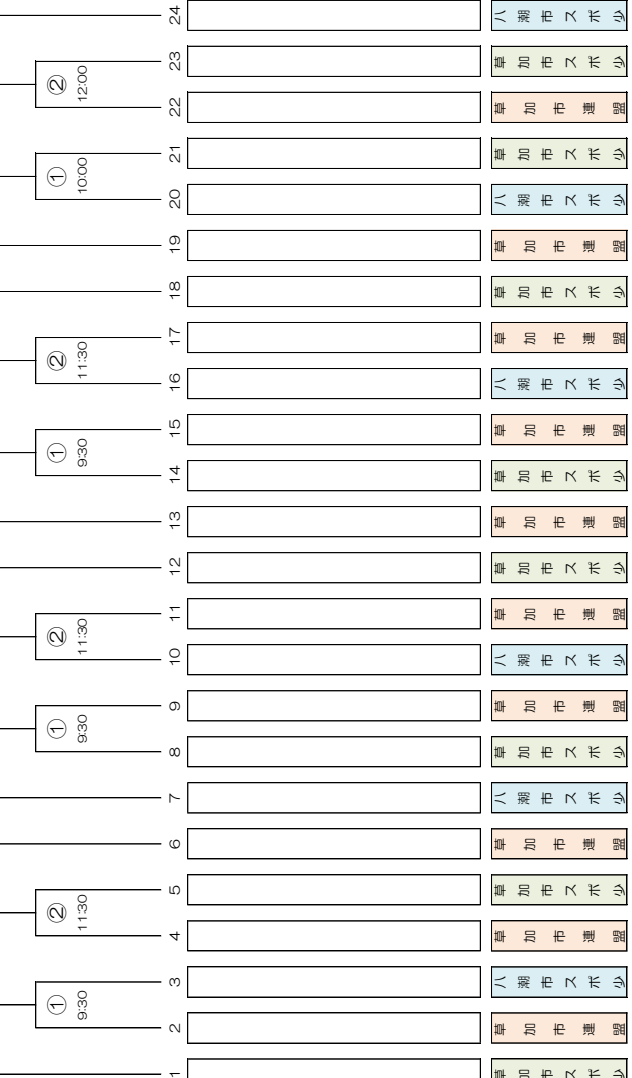 24 八潮市スポ少
23 草加市スポ少
② 12:00
22 草加市連盟
21 草加市スポ少
① 10:00
20 八潮市スポ少
19 草加市連盟
18 草加市スポ少
17 草加市連盟
② 11:30
16 八潮市スポ少
15 草加市連盟
① 9:30
14 草加市スポ少
13 草加市連盟
12 草加市スポ少
11 草加市連盟
② 11:30
10 八潮市スポ少
9 草加市連盟
① 9:30
8 草加市スポ少
7 八潮市スポ少
6 草加市連盟
5 草加市スポ少
② 11:30
4 草加市連盟
3 八潮市スポ少
① 9:30
2 草加市連盟
1 草加市スポ少